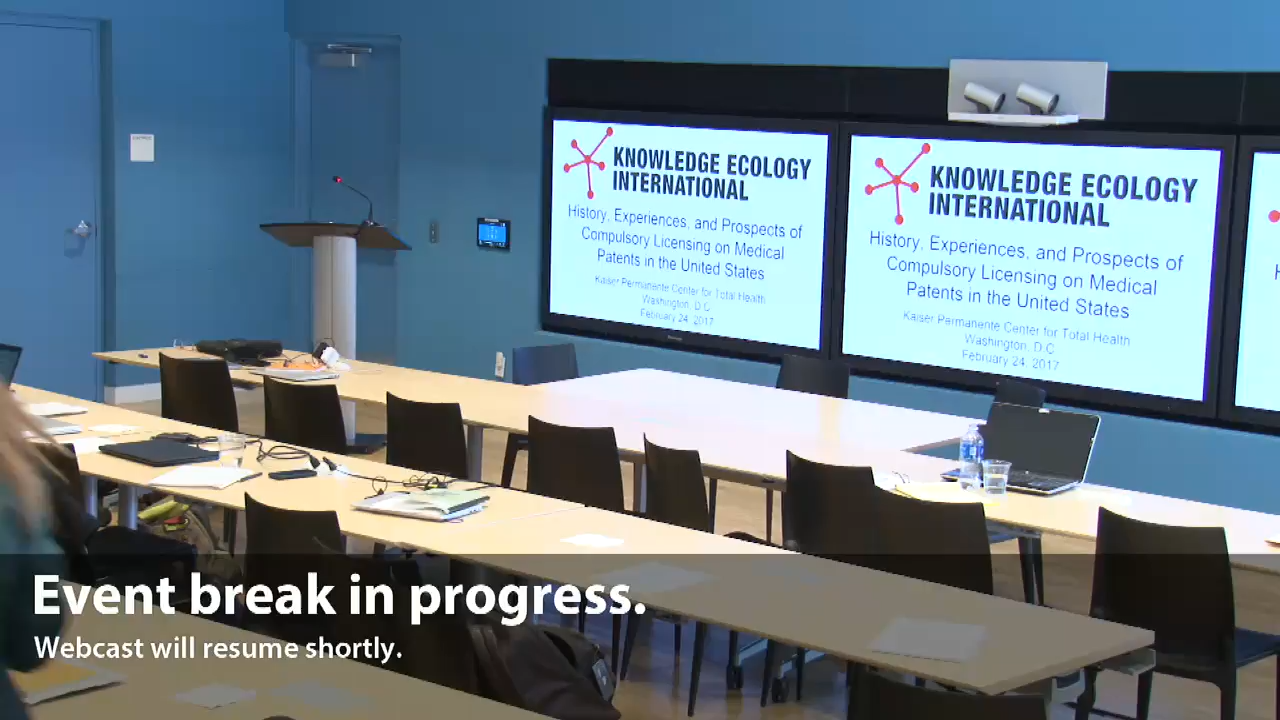 KNOWLEDGE ECOLOGY
INTERNATIONAL
History, Experiences, and Prospects of
Compulsory Licensing on Medical
Patents in the United States
Kaiser Permanente Center for Total Health
Washington, D.C
February 24, 2017
KNOWLEDGE ECOLOGY
INTERNATIONAL
History, Experiences, and Prospects of
Compulsory Licensing on Medical
Patents in the United States
Kaiser Permanente Center for Total Health
Washington, D.C
February 24, 2017
Event break in progress.
Webcast will resume shortly.